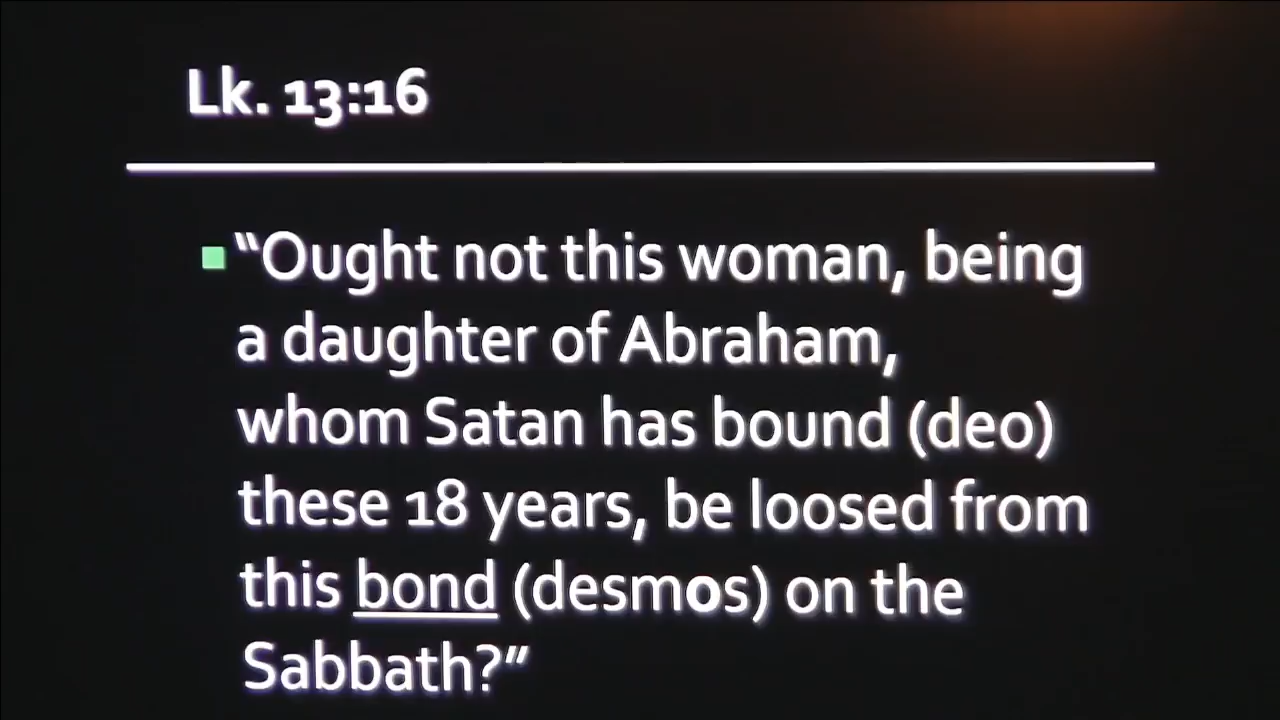 Lk. 13:16
“Ought not this woman, being
a daughter of Abraham,
whom Satan has bound (deo)
these 18 years, be loosed from
this bond (desmos) on the
Sabbath?”